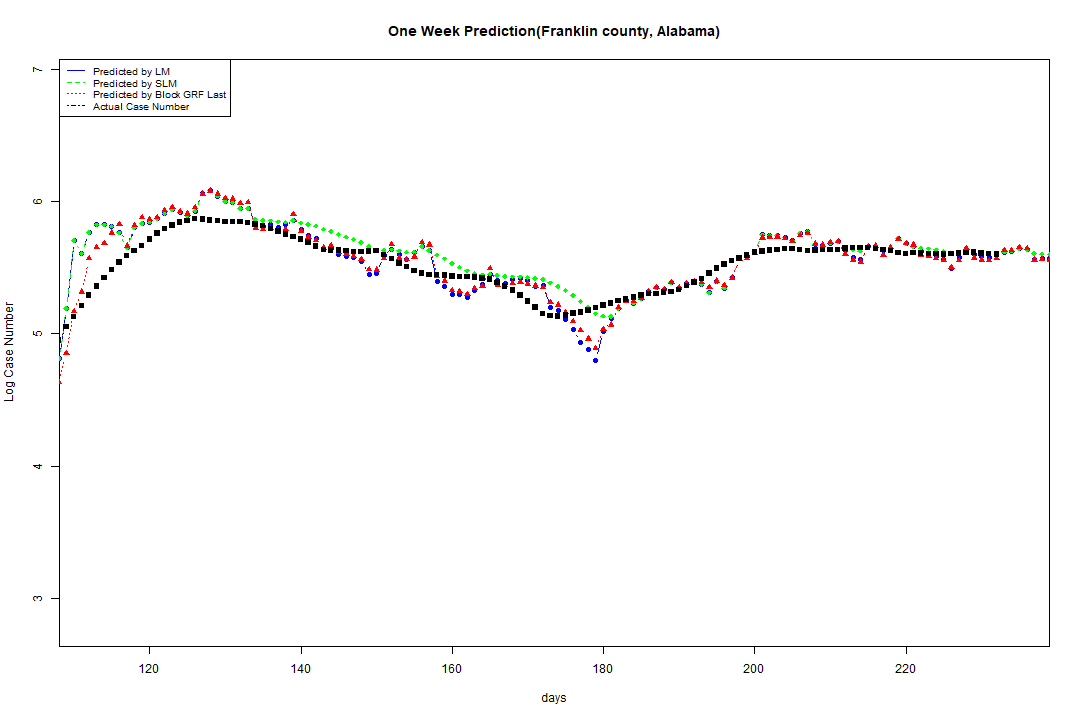 One Week Prediction(Franklin county, Alabama)
Predicted by LM
Predicted by SLM
Predicted by Block GRF Last
Actual Case Number
7
6
5
4
3
Log Case Number
120 140 160 180 200 220
days